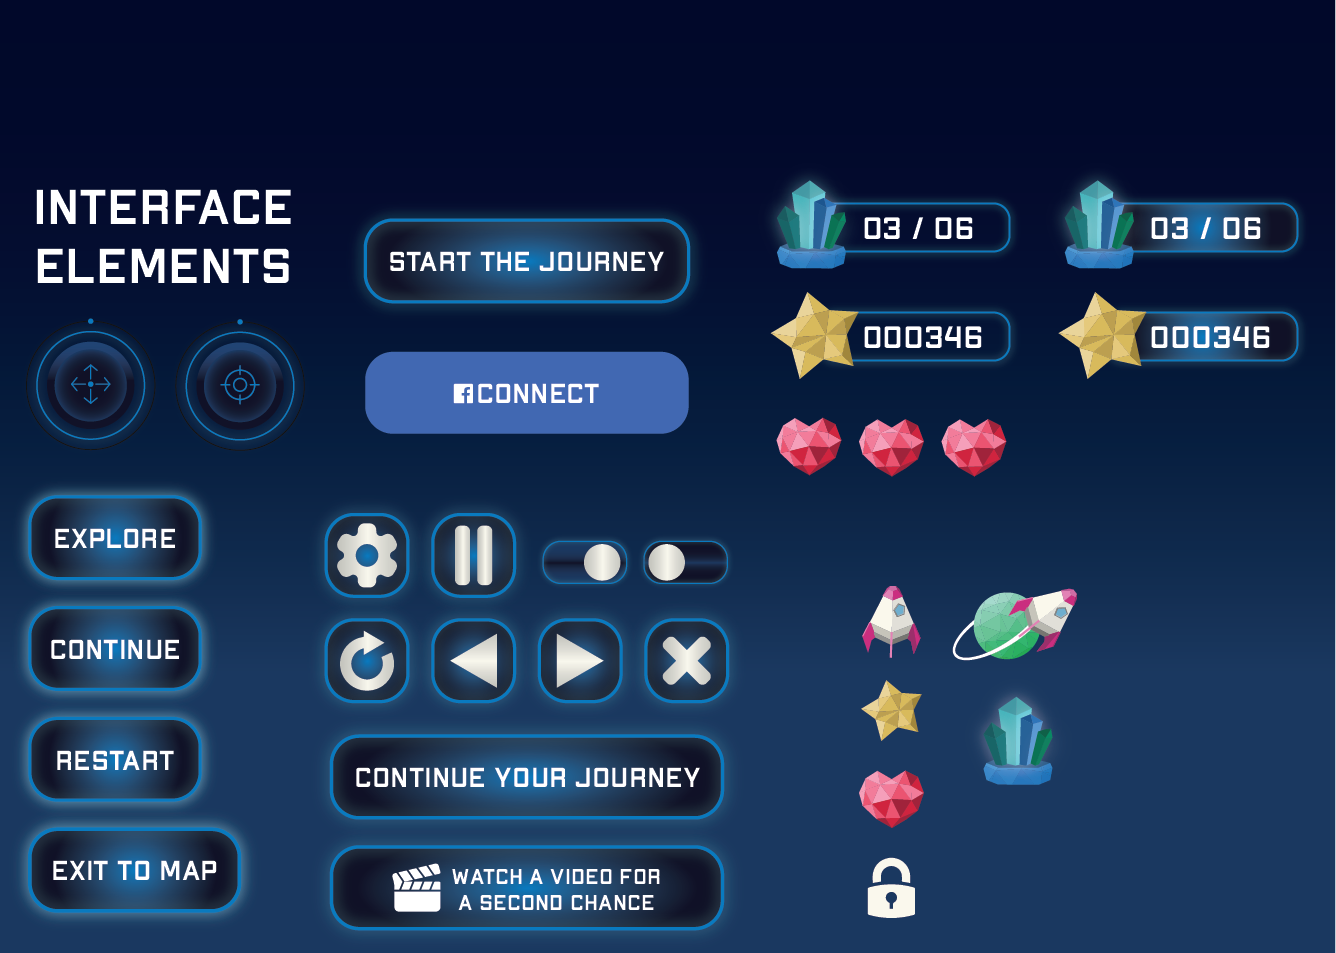 INTERFACE
ELEMENTS
START THE JOURNEY
CONNECT
03 / 06
03 / 06
000346
000346
EXPLORE
CONTINUE
RESTART
EXIT TO MAP
CONTINUE YOUR JOURNEY
WATCH A VIDEO FOR
A SECOND CHANCE